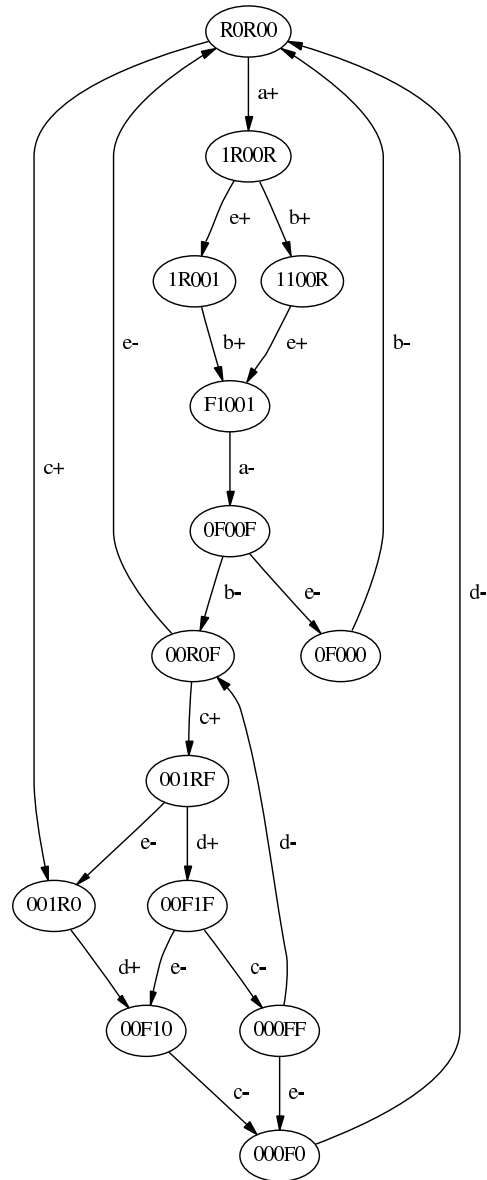 R0R00
a+
1R00R
e+ b+
1R001 1100R
e- b+ e+ b-
F1001
c+ a- d-
0F00F
b- e-
00R0F 0F000
c+
001RF
e- d+ d-
001R0 00F1F
d+ e- c-
00F10 000FF
c- e-
000F0